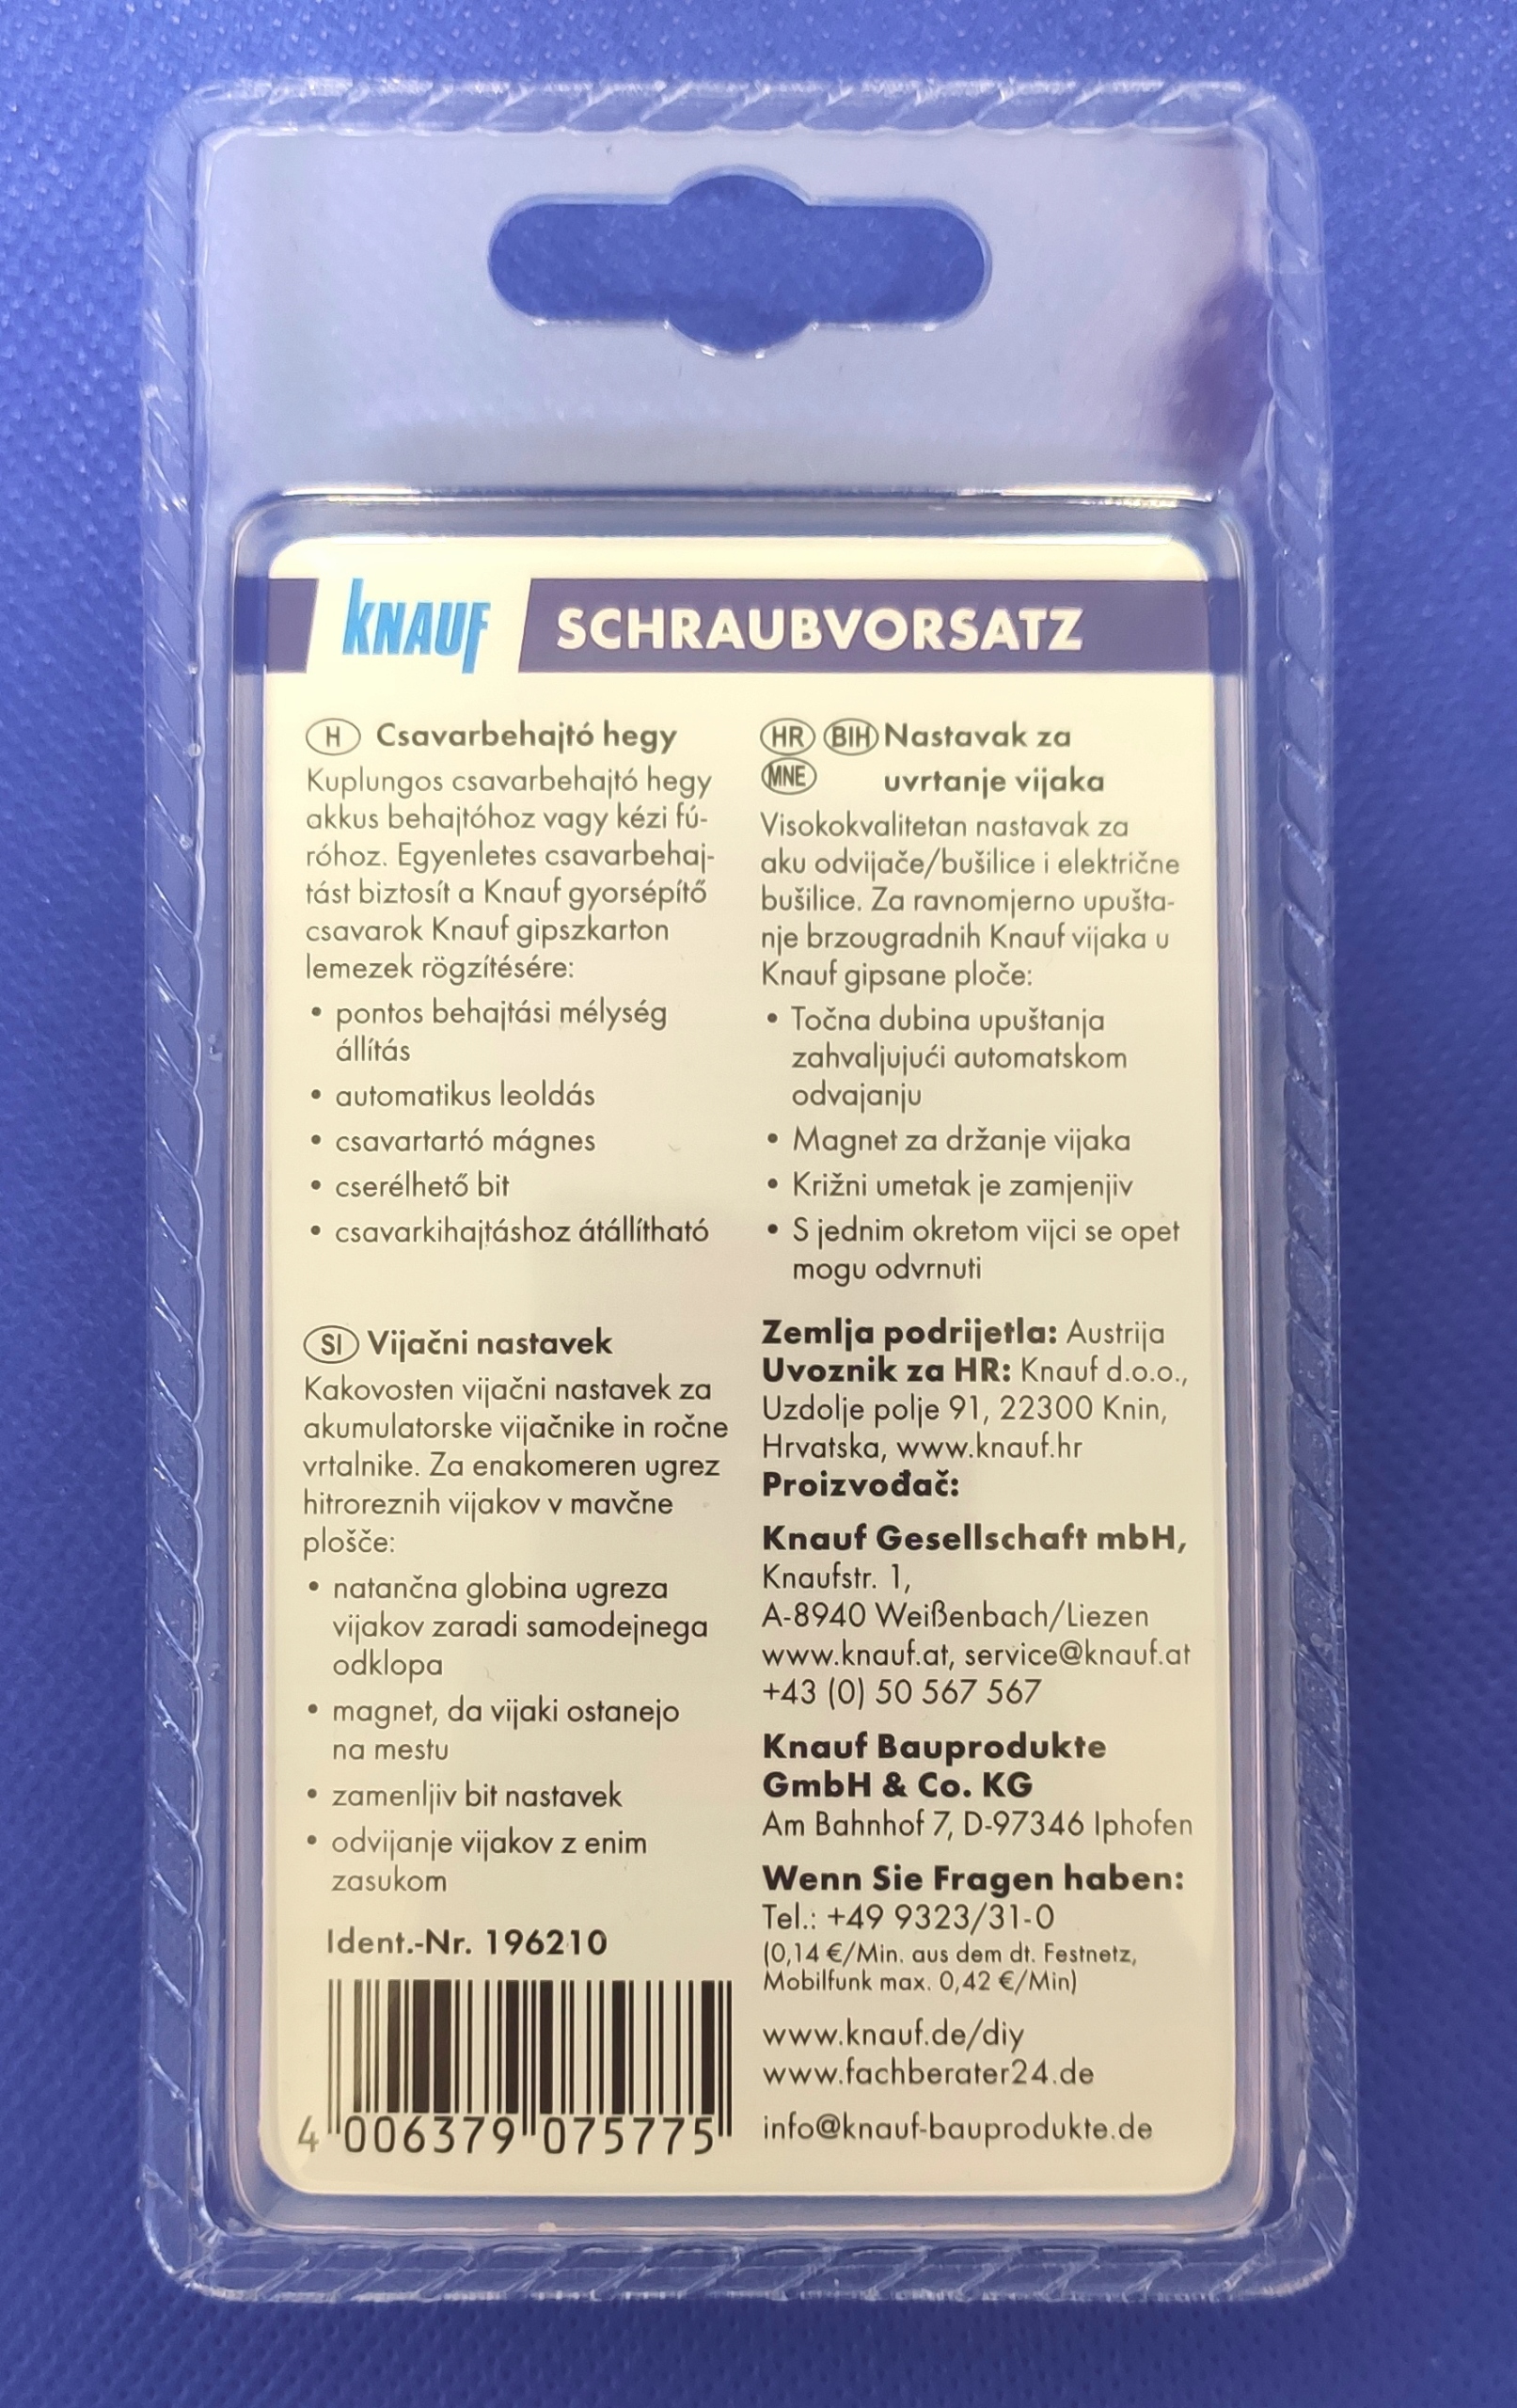 KNAUF SCHRAUBVORSATZ
H Csavarbehajtó hegy
Kuplungos csavarbehajtó hegy
akkus behajtóhoz vagy kézi fú-
róhoz. Egyenletes csavarbehaj-
tást biztosít a Knauf gyorsépítő
csavarok Knauf gipszkarton
lemezek rögzítésére:
• pontos behajtási mélység
állítás
• automatikus leoldás
• csavartartó mágnes
• cserélhető bit
• csavarkihajtáshoz átállítható
SI Vijačni nastavek
Kakovosten vijačni nastavek za
akumulatorske vijačnike in ročne
vrtalnike. Za enakomeren ugrez
hitroreznih vijakov v mavčne
plošče:
• natančna globina ugreza
vijakov zaradi samodejnega
odklopa
• magnet, da vijaki ostanejo
na mestu
• zamenljiv bit nastavek
• odvijanje vijakov z enim
zasukom
Ident.-Nr. 196210
4 006379 075775
HR BIH Nastavak za
MNE uvrtanje vijaka
Visokokvalitetan nastavak za
aku odvijače/bušilice i električne
bušilice. Za ravnomjerno upušta-
nje brzougradnih Knauf vijaka u
Knauf gipsane ploče:
• Točna dubina upuštanja
zahvaljujući automatskom
odvajanju
• Magnet za držanje vijaka
• Križni umetak je zamjenjiv
• S jednim okretom vijci se opet
mogu odvrnuti
Zemlja podrijetla: Austrija
Uvoznik za HR: Knauf d.o.o.,
Uzdolje polje 91, 22300 Knin,
Hrvatska, www.knauf.hr
Proizvođač:
Knauf Gesellschaft mbH,
Knaufstr. 1,
A-8940 Weißenbach/Liezen
www.knauf.at, service@knauf.at
+43 (0) 50 567 567
Knauf Bauprodukte
GmbH & Co. KG
Am Bahnhof 7, D-97346 Iphofen
Wenn Sie Fragen haben:
Tel.: +49 9323/31-0
(0,14 €/Min. aus dem dt. Festnetz,
Mobilfunk max. 0,42 €/Min)
www.knauf.de/diy
www.fachberater24.de
info@knauf-bauprodukte.de